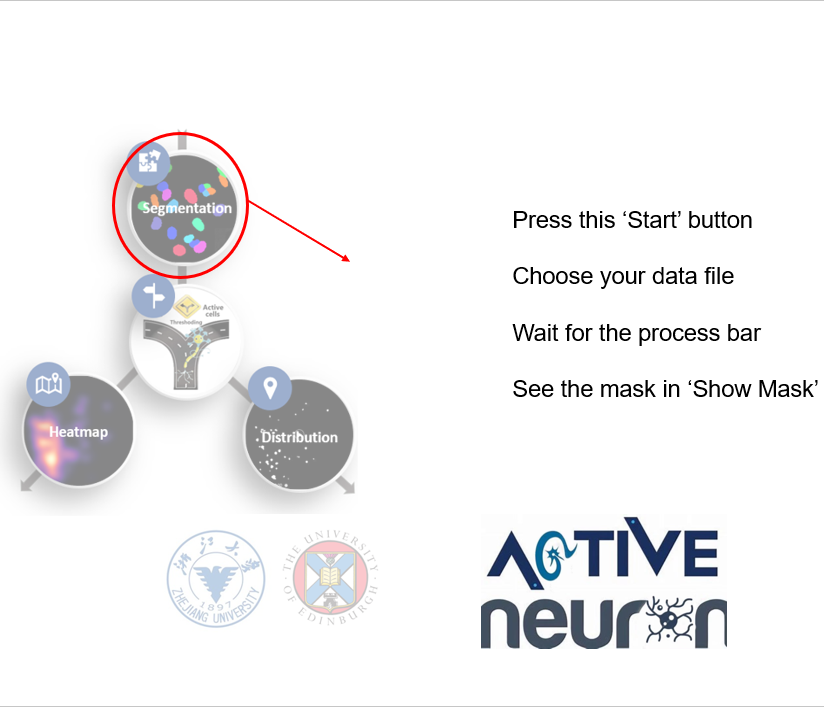 Segmentation
Active
cells
Thresholding
Heatmap
Distribution
Press this ‘Start’ button
Choose your data file
Wait for the process bar
See the mask in ‘Show Mask’
浙江大学
1897
ZHEJIANG UNIVERSITY
THE UNIVERSITY
OF EDINBURGH
ACTIVE
neuron